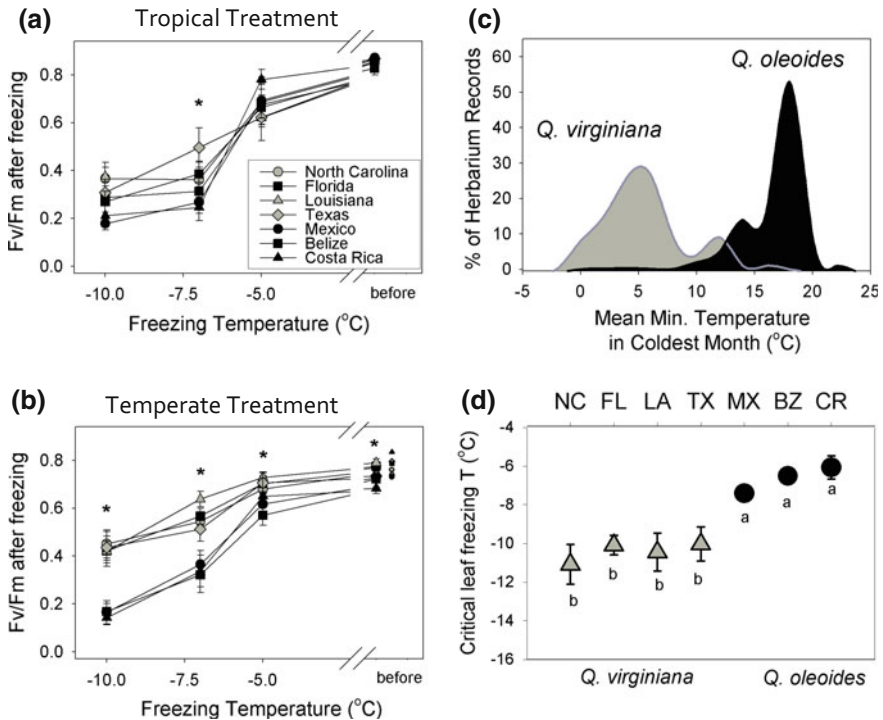 (a) Tropical Treatment
Fv/Fm after freezing
0.8
0.6
0.4
0.2
0.0
*
North Carolina
Florida
Louisiana
Texas
Mexico
Belize
Costa Rica
-10.0 -7.5 -5.0 before
Freezing Temperature (°C)
(c)
% of Herbarium Records
60
50
40
30
20
10
0
Q. oleoides
Q. virginiana
-5 0 5 10 15 20 25
Mean Min. Temperature
in Coldest Month (°C)
(b) Temperate Treatment
Fv/Fm after freezing
0.8
0.6
0.4
0.2
0.0
* * * *
-10.0 -7.5 -5.0 before
Freezing Temperature (°C)
(d)
NC FL LA TX MX BZ CR
Critical leaf freezing T (°C)
-4
-6
-8
-10
-12
-14
-16
a a a
b b b b
Q. virginiana Q. oleoides